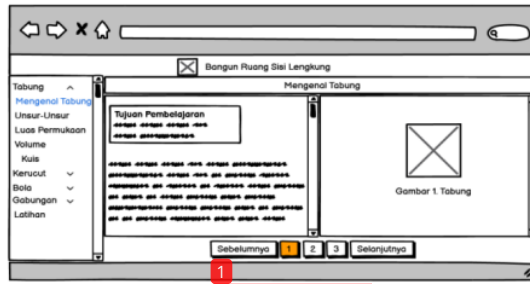 Bangun Ruang Sisi Lengkung
Tabung
Mengenal Tabung
Unsur-Unsur
Luas Permukaan
Volume
Kuis
Kerucut
Bola
Gabungan
Latihan
Mengenal Tabung
Tujuan Pembelajaran
Gambar 1. Tabung
Sebelumnya 1 2 3 Selanjutnya
1